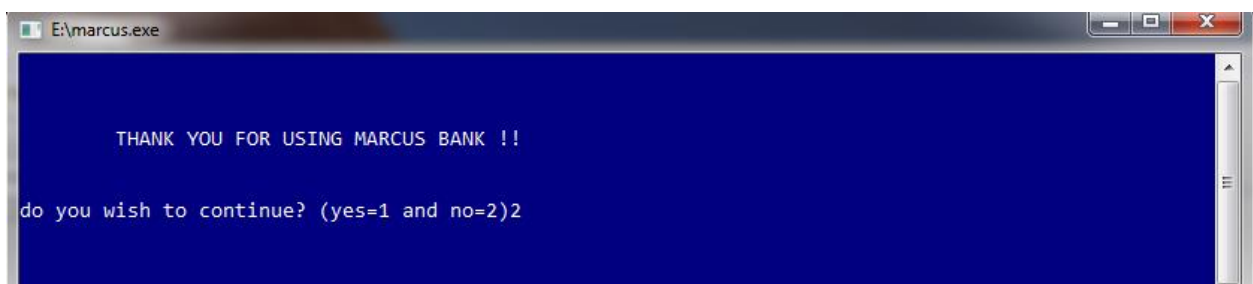 E:\marcus.exe
THANK YOU FOR USING MARCUS BANK !!
do you wish to continue? (yes=1 and no=2)2